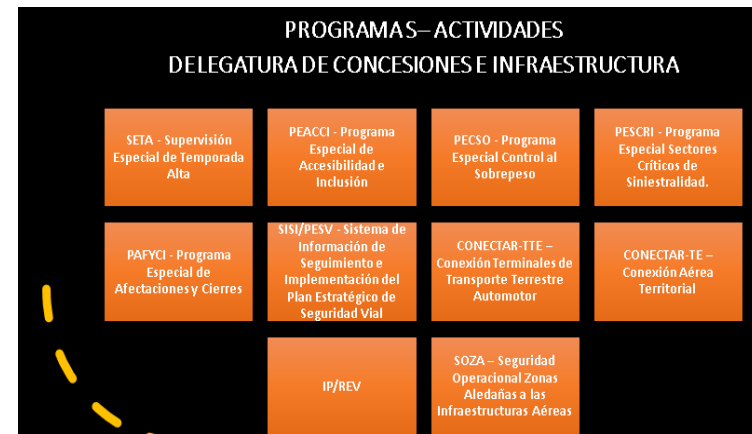 PROGRAMAS– ACTIVIDADES
DELEGATURA DE CONCESIONES E INFRAESTRUCTURA
SETA - Supervisión
Especial de Temporada
Alta
PEACCI - Programa
Especial de
Accesibilidad e
Inclusión
PECSO - Programa
Especial Control al
Sobrepeso
PESCRI - Programa
Especial Sectores
Críticos de
Siniestralidad.
PAFYCI - Programa
Especial de
Afectaciones y Cierres
SISI/PESV - Sistema de
Información de
Seguimiento e
Implementación del
Plan Estratégico de
Seguridad Vial
CONECTAR-TTE –
Conexión Terminales de
Transporte Terrestre
Automotor
CONECTAR-TE –
Conexión Aérea
Territorial
IP/REV
SOZA – Seguridad
Operacional Zonas
Aledañas a las
Infraestructuras Aéreas